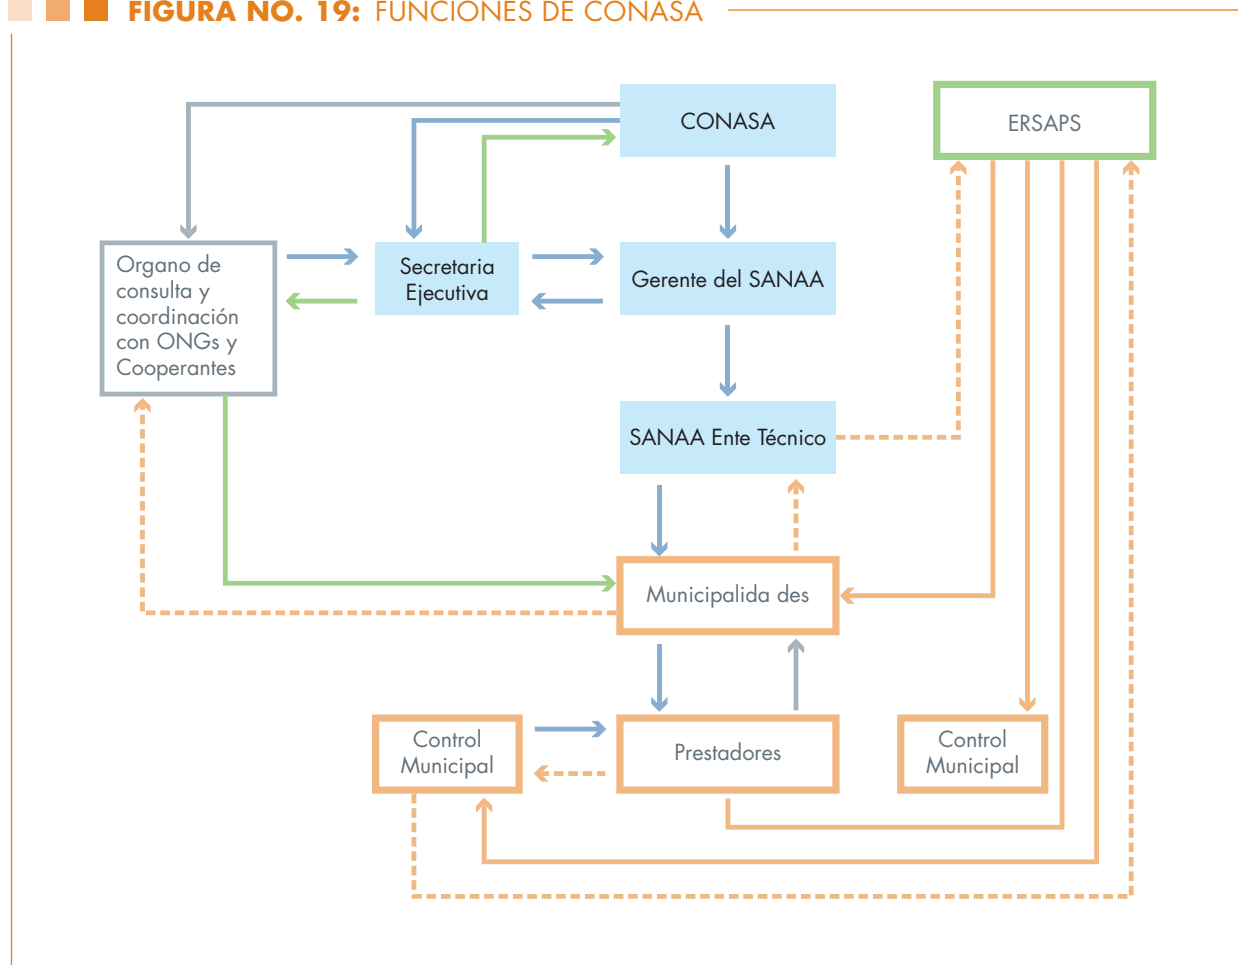 FIGURA NO. 19: FUNCIONES DE CONASA
CONASA
ERSAPS
Organo de
consulta y
coordinación
con ONGs y
Cooperantes
Secretaria
Ejecutiva
Gerente del SANAA
SANAA Ente Técnico
Municipalida des
Control
Municipal
Prestadores
Control
Municipal